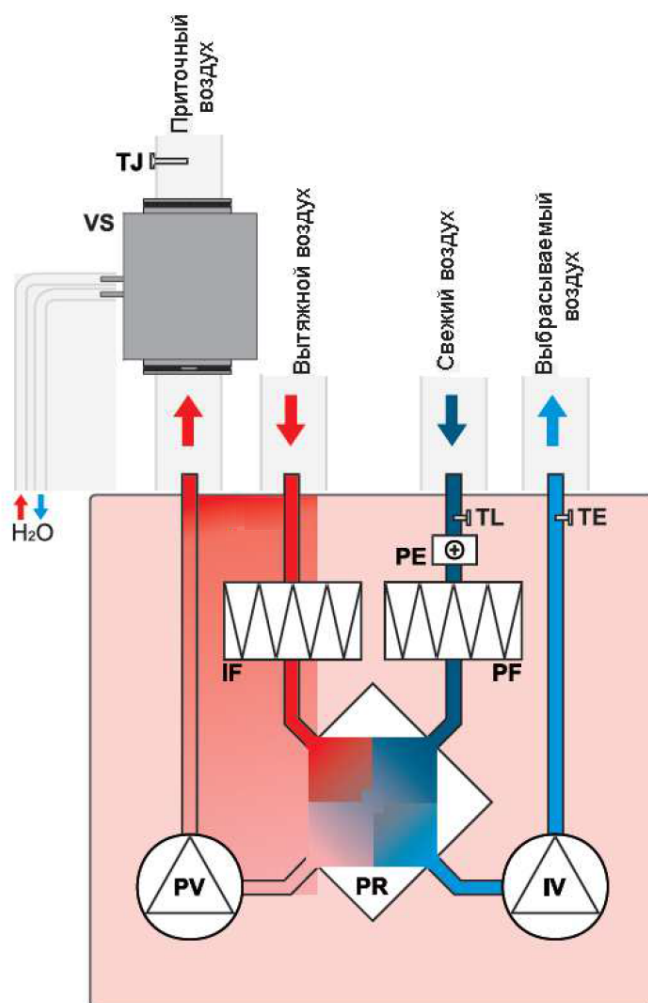 Приточный
воздух
TJ
VS
Вытяжной воздух
Свежий воздух
Выбрасываемый
воздух
H₂O
TL
TE
PE
IF
PF
PV
PR
IV